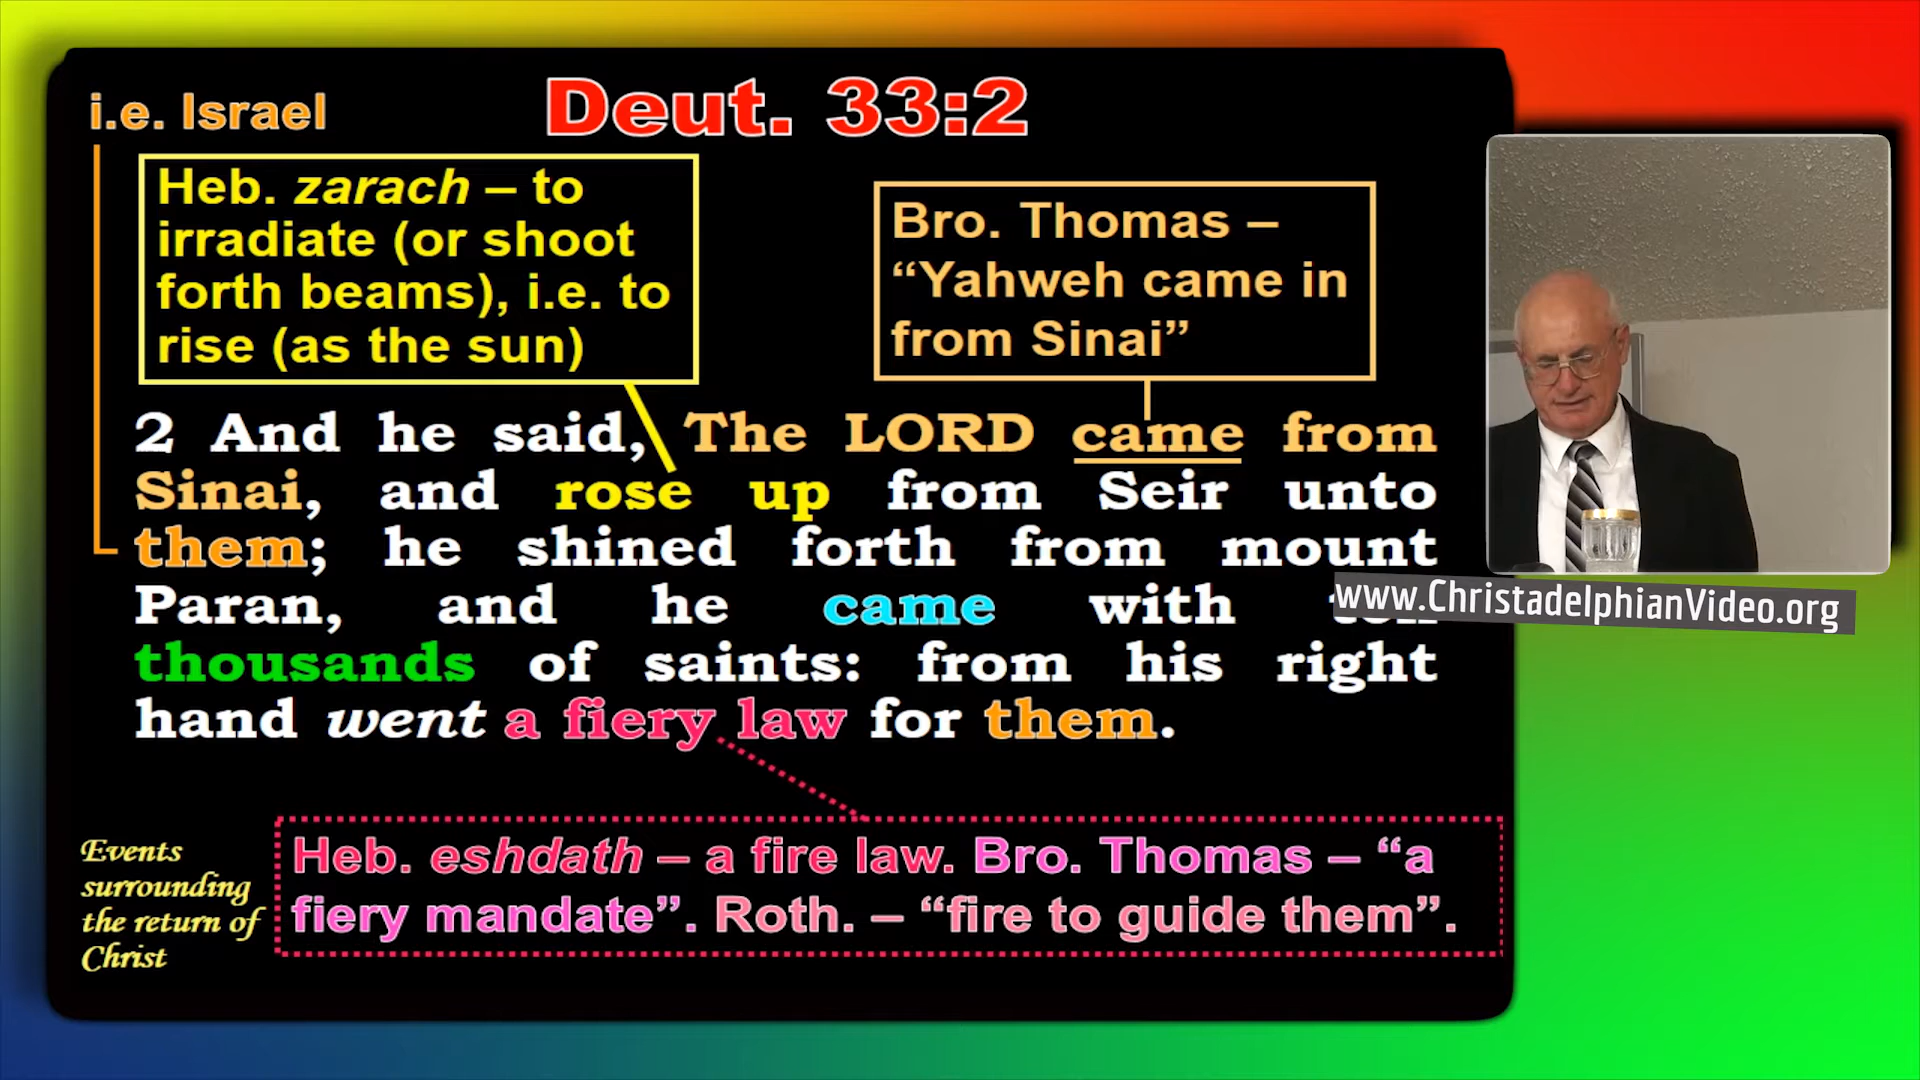 i.e. Israel
Deut. 33:2
Heb. zarach – to
irradiate (or shoot
forth beams), i.e. to
rise (as the sun)
Bro. Thomas –
“Yahweh came in
from Sinai”
2 And he said, The LORD came from
Sinai, and rose up from Seir unto
them; he shined forth from mount
Paran, and he came with
thousands of saints: from his right
hand went a fiery law for them.
www.ChristadelphianVideo.org
Events
surrounding
the return of
Christ
Heb. eshdath – a fire law. Bro. Thomas – “a
fiery mandate”. Roth. – “fire to guide them”.